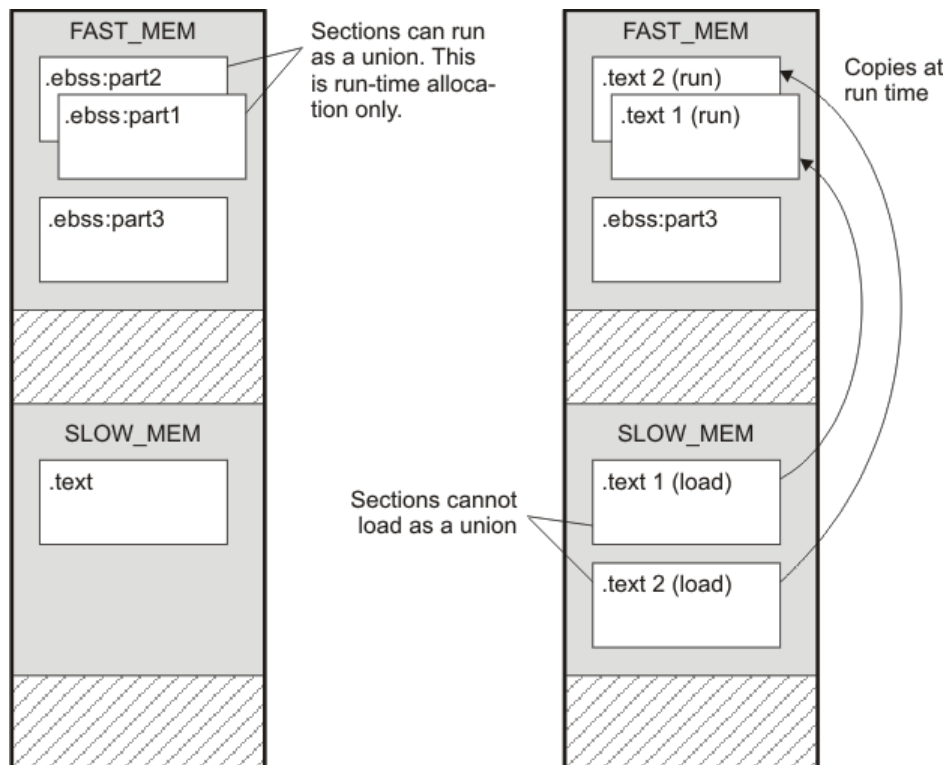 FAST_MEM
.ebss:part2
.ebss:part1
.ebss:part3
SLOW_MEM
.text
Sections can run
as a union. This
is run-time alloca-
tion only.
FAST_MEM
.text 2 (run)
.text 1 (run)
.ebss:part3
Copies at
run time
SLOW_MEM
.text 1 (load)
.text 2 (load)
Sections cannot
load as a union